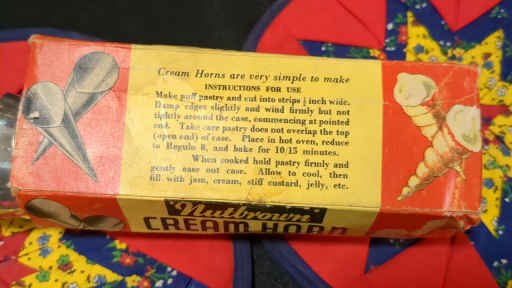 Cream Horns are very simple to make
INSTRUCTIONS FOR USE
Make puff pastry and cut into strips ½ inch wide.
Damp edges slightly and wind firmly but not
tightly around the case, commencing at pointed
end. Take care pastry does not overlap the top
(open end) of case. Place in hot oven, reduce
to Regulo 8, and bake for 10/15 minutes.
When cooked hold pastry firmly and
gently ease out case. Allow to cool, then
fill with jam, cream, stiff custard, jelly, etc.
'Nutbrown'
CREAM HORN